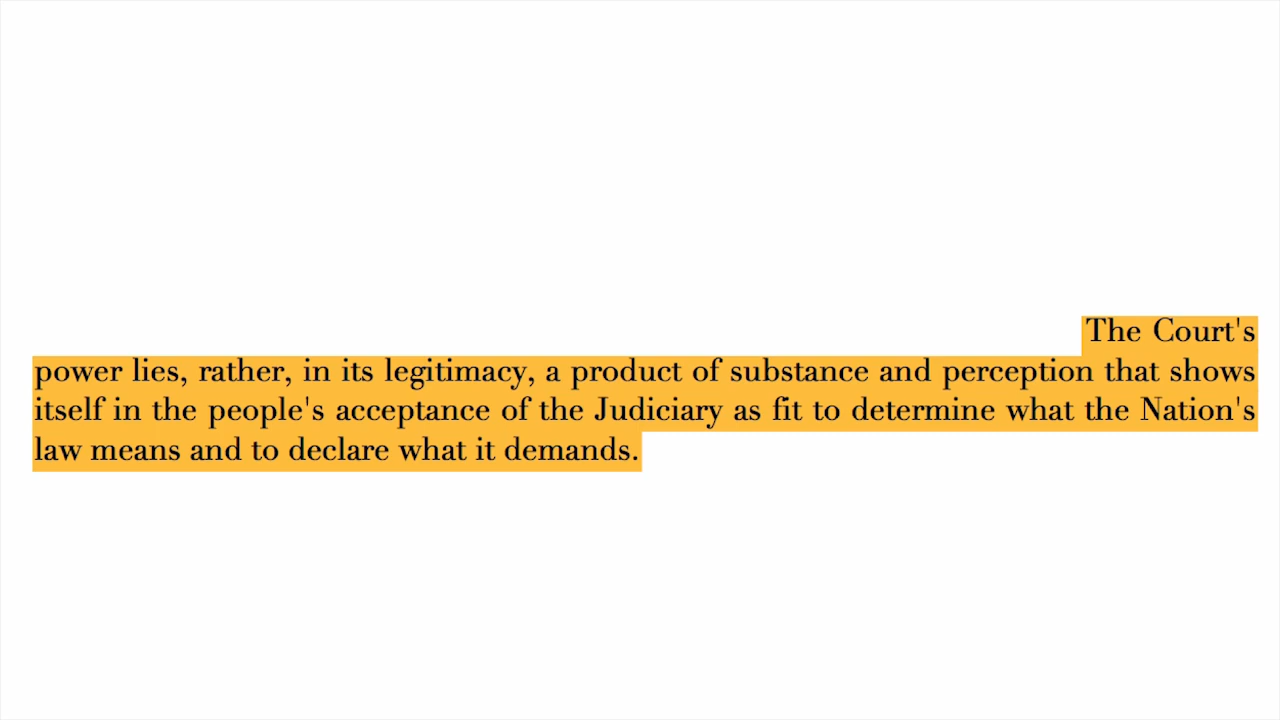 The Court's
power lies, rather, in its legitimacy, a product of substance and perception that shows
itself in the people's acceptance of the Judiciary as fit to determine what the Nation's
law means and to declare what it demands.